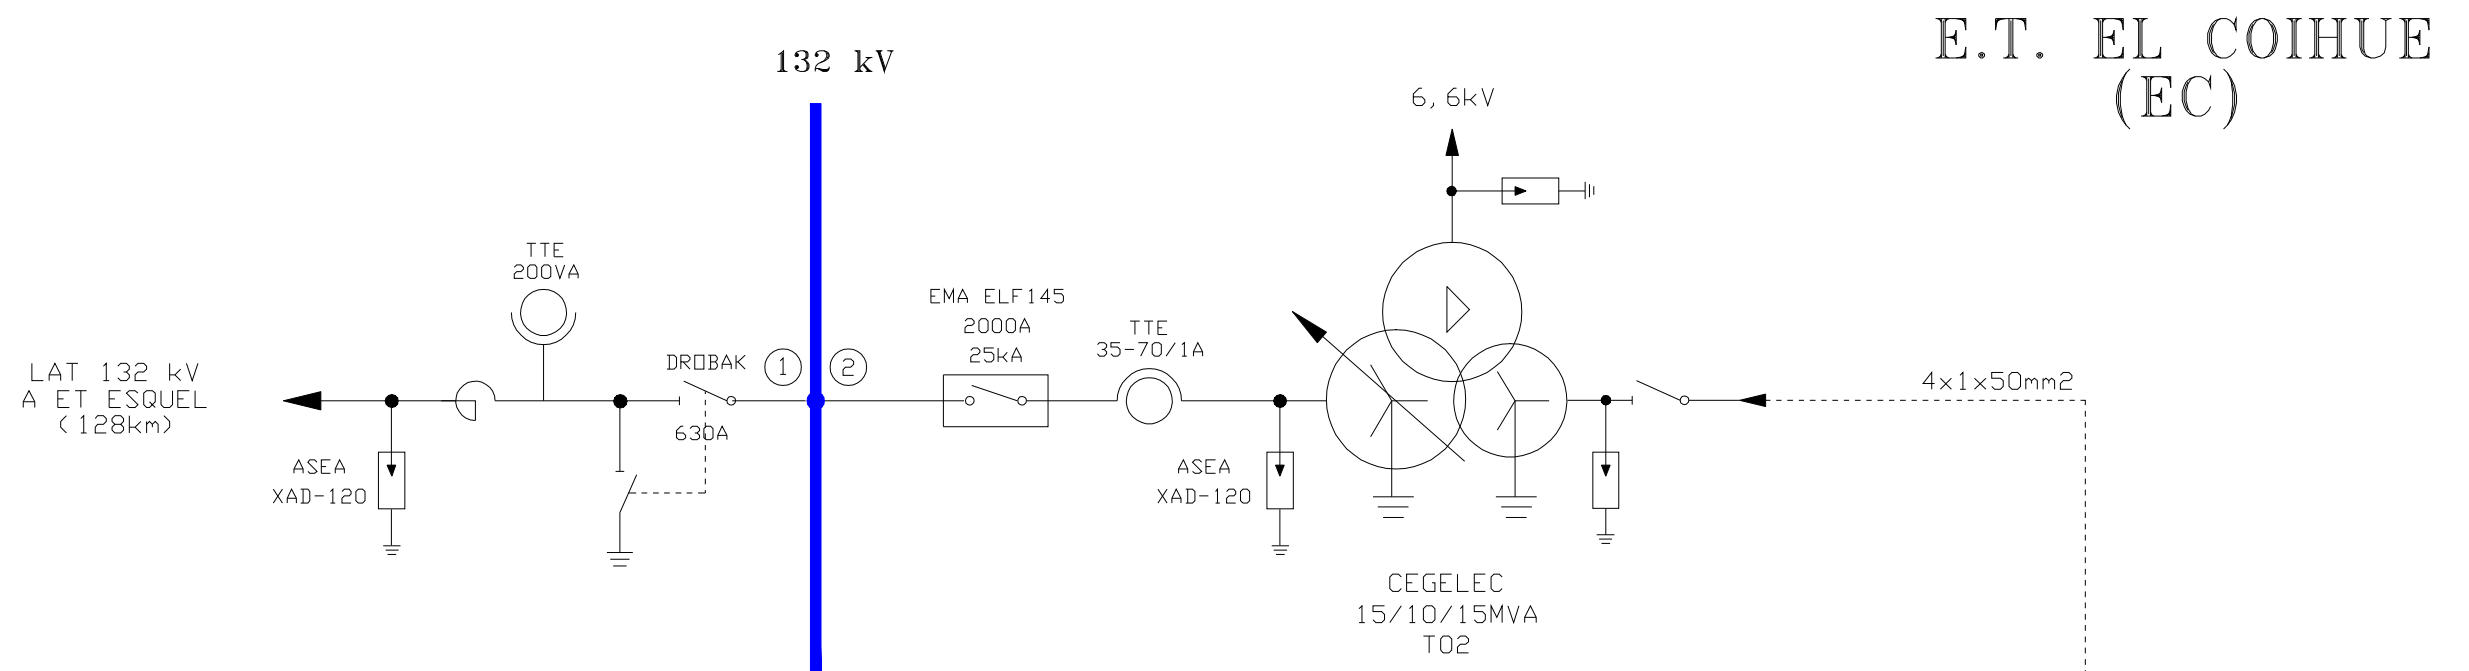 E.T. EL COIHUE
(EC)
132 kV
6,6kV
TTE
200VA
EMA ELF145
2000A
25kA
TTE
35-70/1A
DROBAK
1
2
630A
LAT 132 kV
A ET ESQUEL
(128km)
4x1x50mm2
ASEA
XAD-120
ASEA
XAD-120
CEGELEC
15/10/15MVA
T02